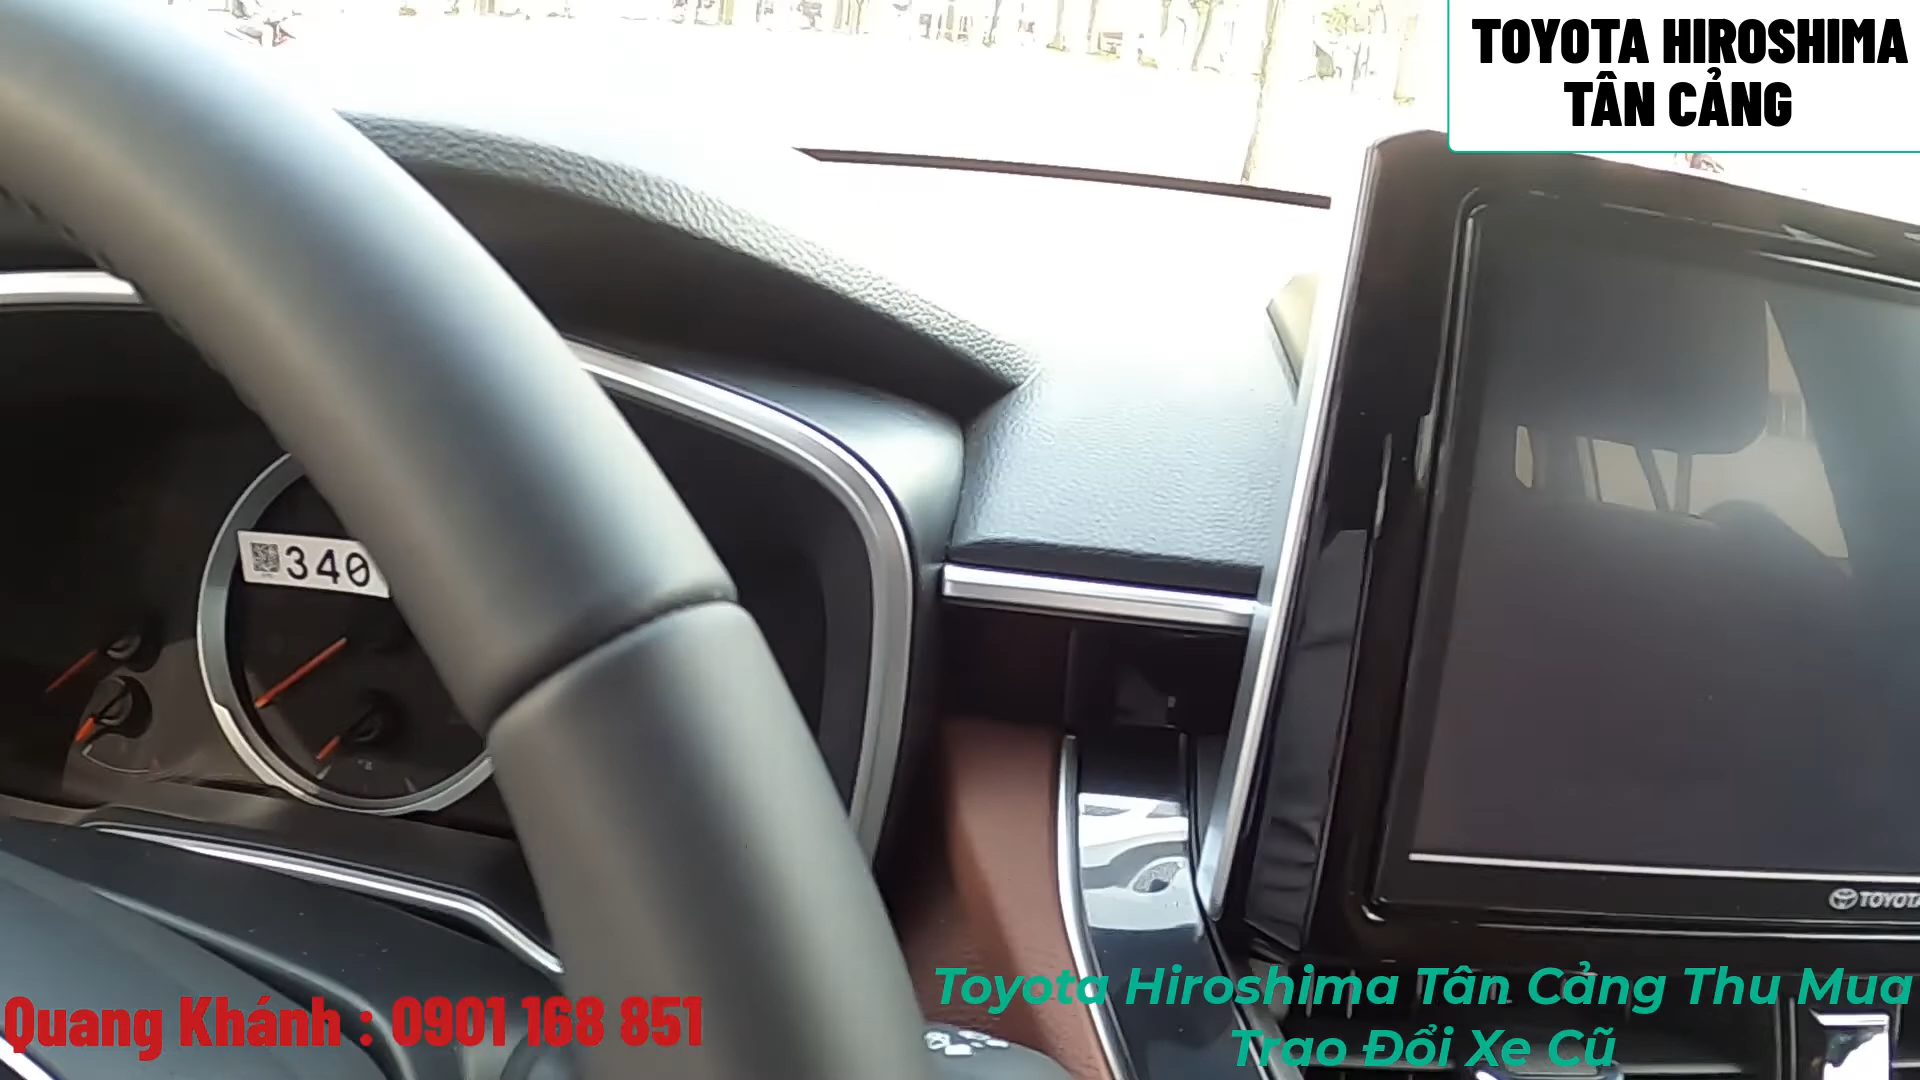 TOYOTA HIROSHIMA
TÂN CẢNG
340
TOYOTA
Quang Khánh : 0901 168 851
Toyota Hiroshima Tân Cảng Thu Mua
Trao Đổi Xe Cũ